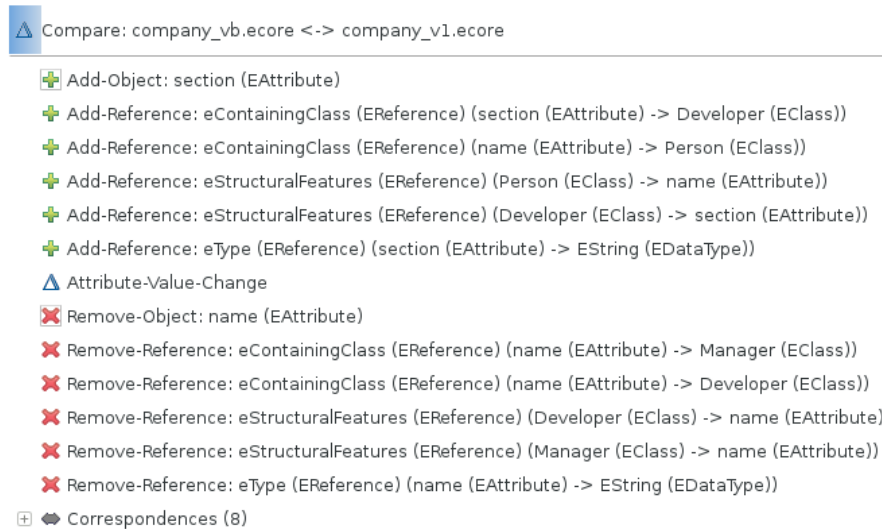 Compare: company_vb.ecore <-> company_v1.ecore
Add-Object: section (EAttribute)
Add-Reference: eContainingClass (EReference) (section (EAttribute) -> Developer (EClass))
Add-Reference: eContainingClass (EReference) (name (EAttribute) -> Person (EClass))
Add-Reference: eStructuralFeatures (EReference) (Person (EClass) -> name (EAttribute))
Add-Reference: eStructuralFeatures (EReference) (Developer (EClass) -> section (EAttribute))
Add-Reference: eType (EReference) (section (EAttribute) -> EString (EDataType))
Attribute-Value-Change
Remove-Object: name (EAttribute)
Remove-Reference: eContainingClass (EReference) (name (EAttribute) -> Manager (EClass))
Remove-Reference: eContainingClass (EReference) (name (EAttribute) -> Developer (EClass))
Remove-Reference: eStructuralFeatures (EReference) (Developer (EClass) -> name (EAttribute)
Remove-Reference: eStructuralFeatures (EReference) (Manager (EClass) -> name (EAttribute))
Remove-Reference: eType (EReference) (name (EAttribute) -> EString (EDataType))
Correspondences (8)